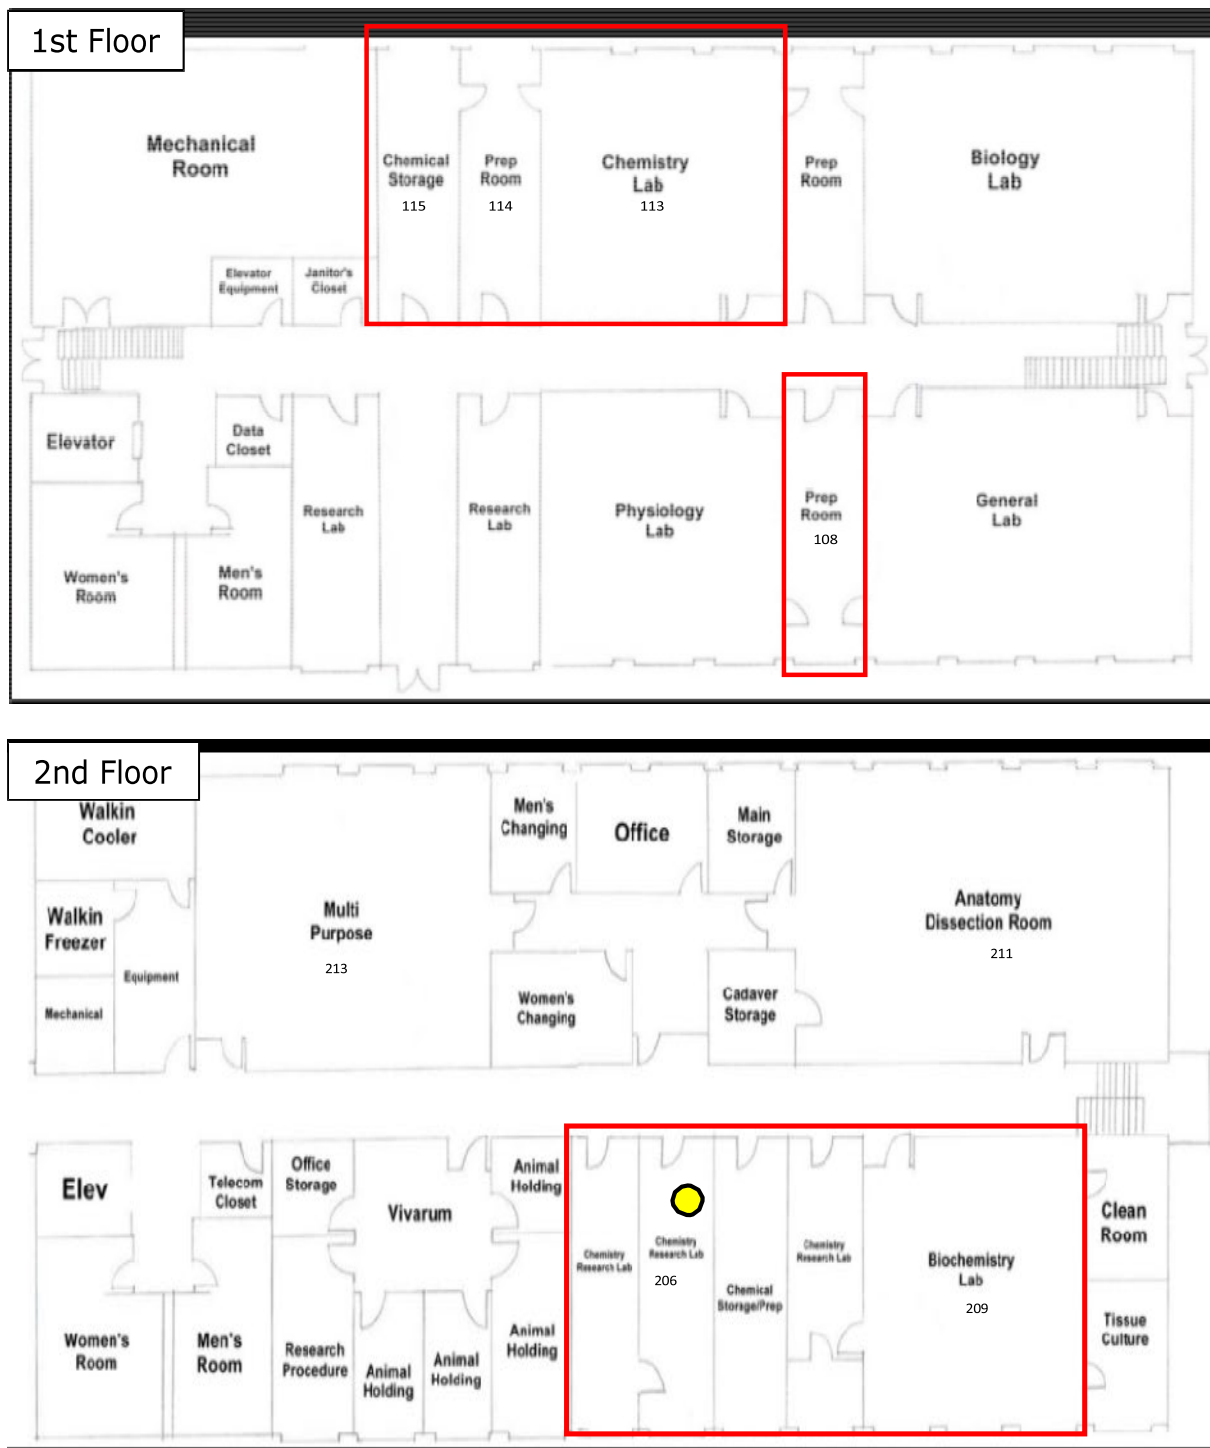 1st Floor
Mechanical
Room
Chemical
Storage
115
Prep
Room
114
Chemistry
Lab
113
Prep
Room
Biology
Lab
Elevator
Equipment
Janitor's
Closet
Elevator
Data
Closet
Research
Lab
Research
Lab
Physiology
Lab
Prep
Room
108
General
Lab
Women's
Room
Men's
Room
2nd Floor
Walkin
Cooler
Men's
Changing
Office
Main
Storage
Walkin
Freezer
Multi
Purpose
213
Anatomy
Dissection Room
211
Equipment
Mechanical
Women's
Changing
Cadaver
Storage
Elev
Telecom
Closet
Office
Storage
Vivarum
Animal
Holding
Chemistry
Research Lab
Chemistry
Research Lab
206
Chemical
Storage/Prep
Chemistry
Research Lab
Biochemistry
Lab
209
Clean
Room
Women's
Room
Men's
Room
Research
Procedure
Animal
Holding
Animal
Holding
Animal
Holding
Tissue
Culture